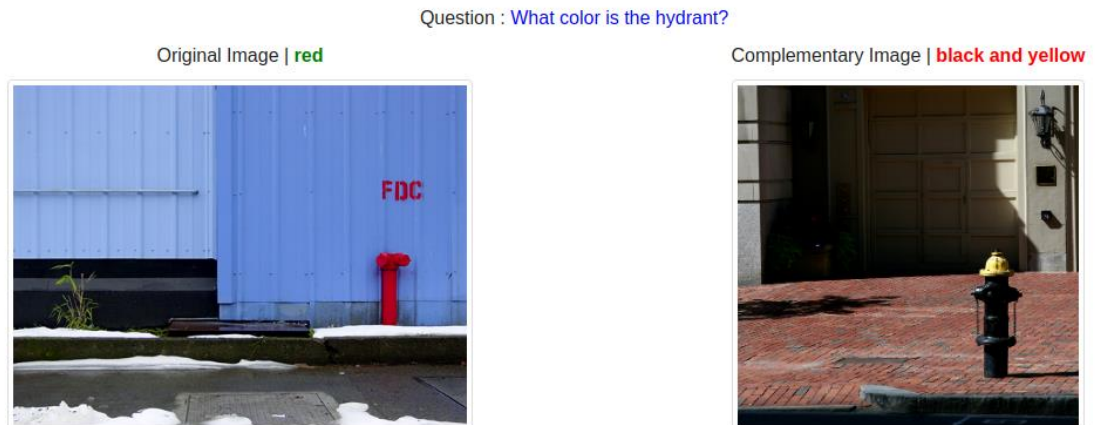 Question : What color is the hydrant?
Original Image | red
Complementary Image | black and yellow
FDC